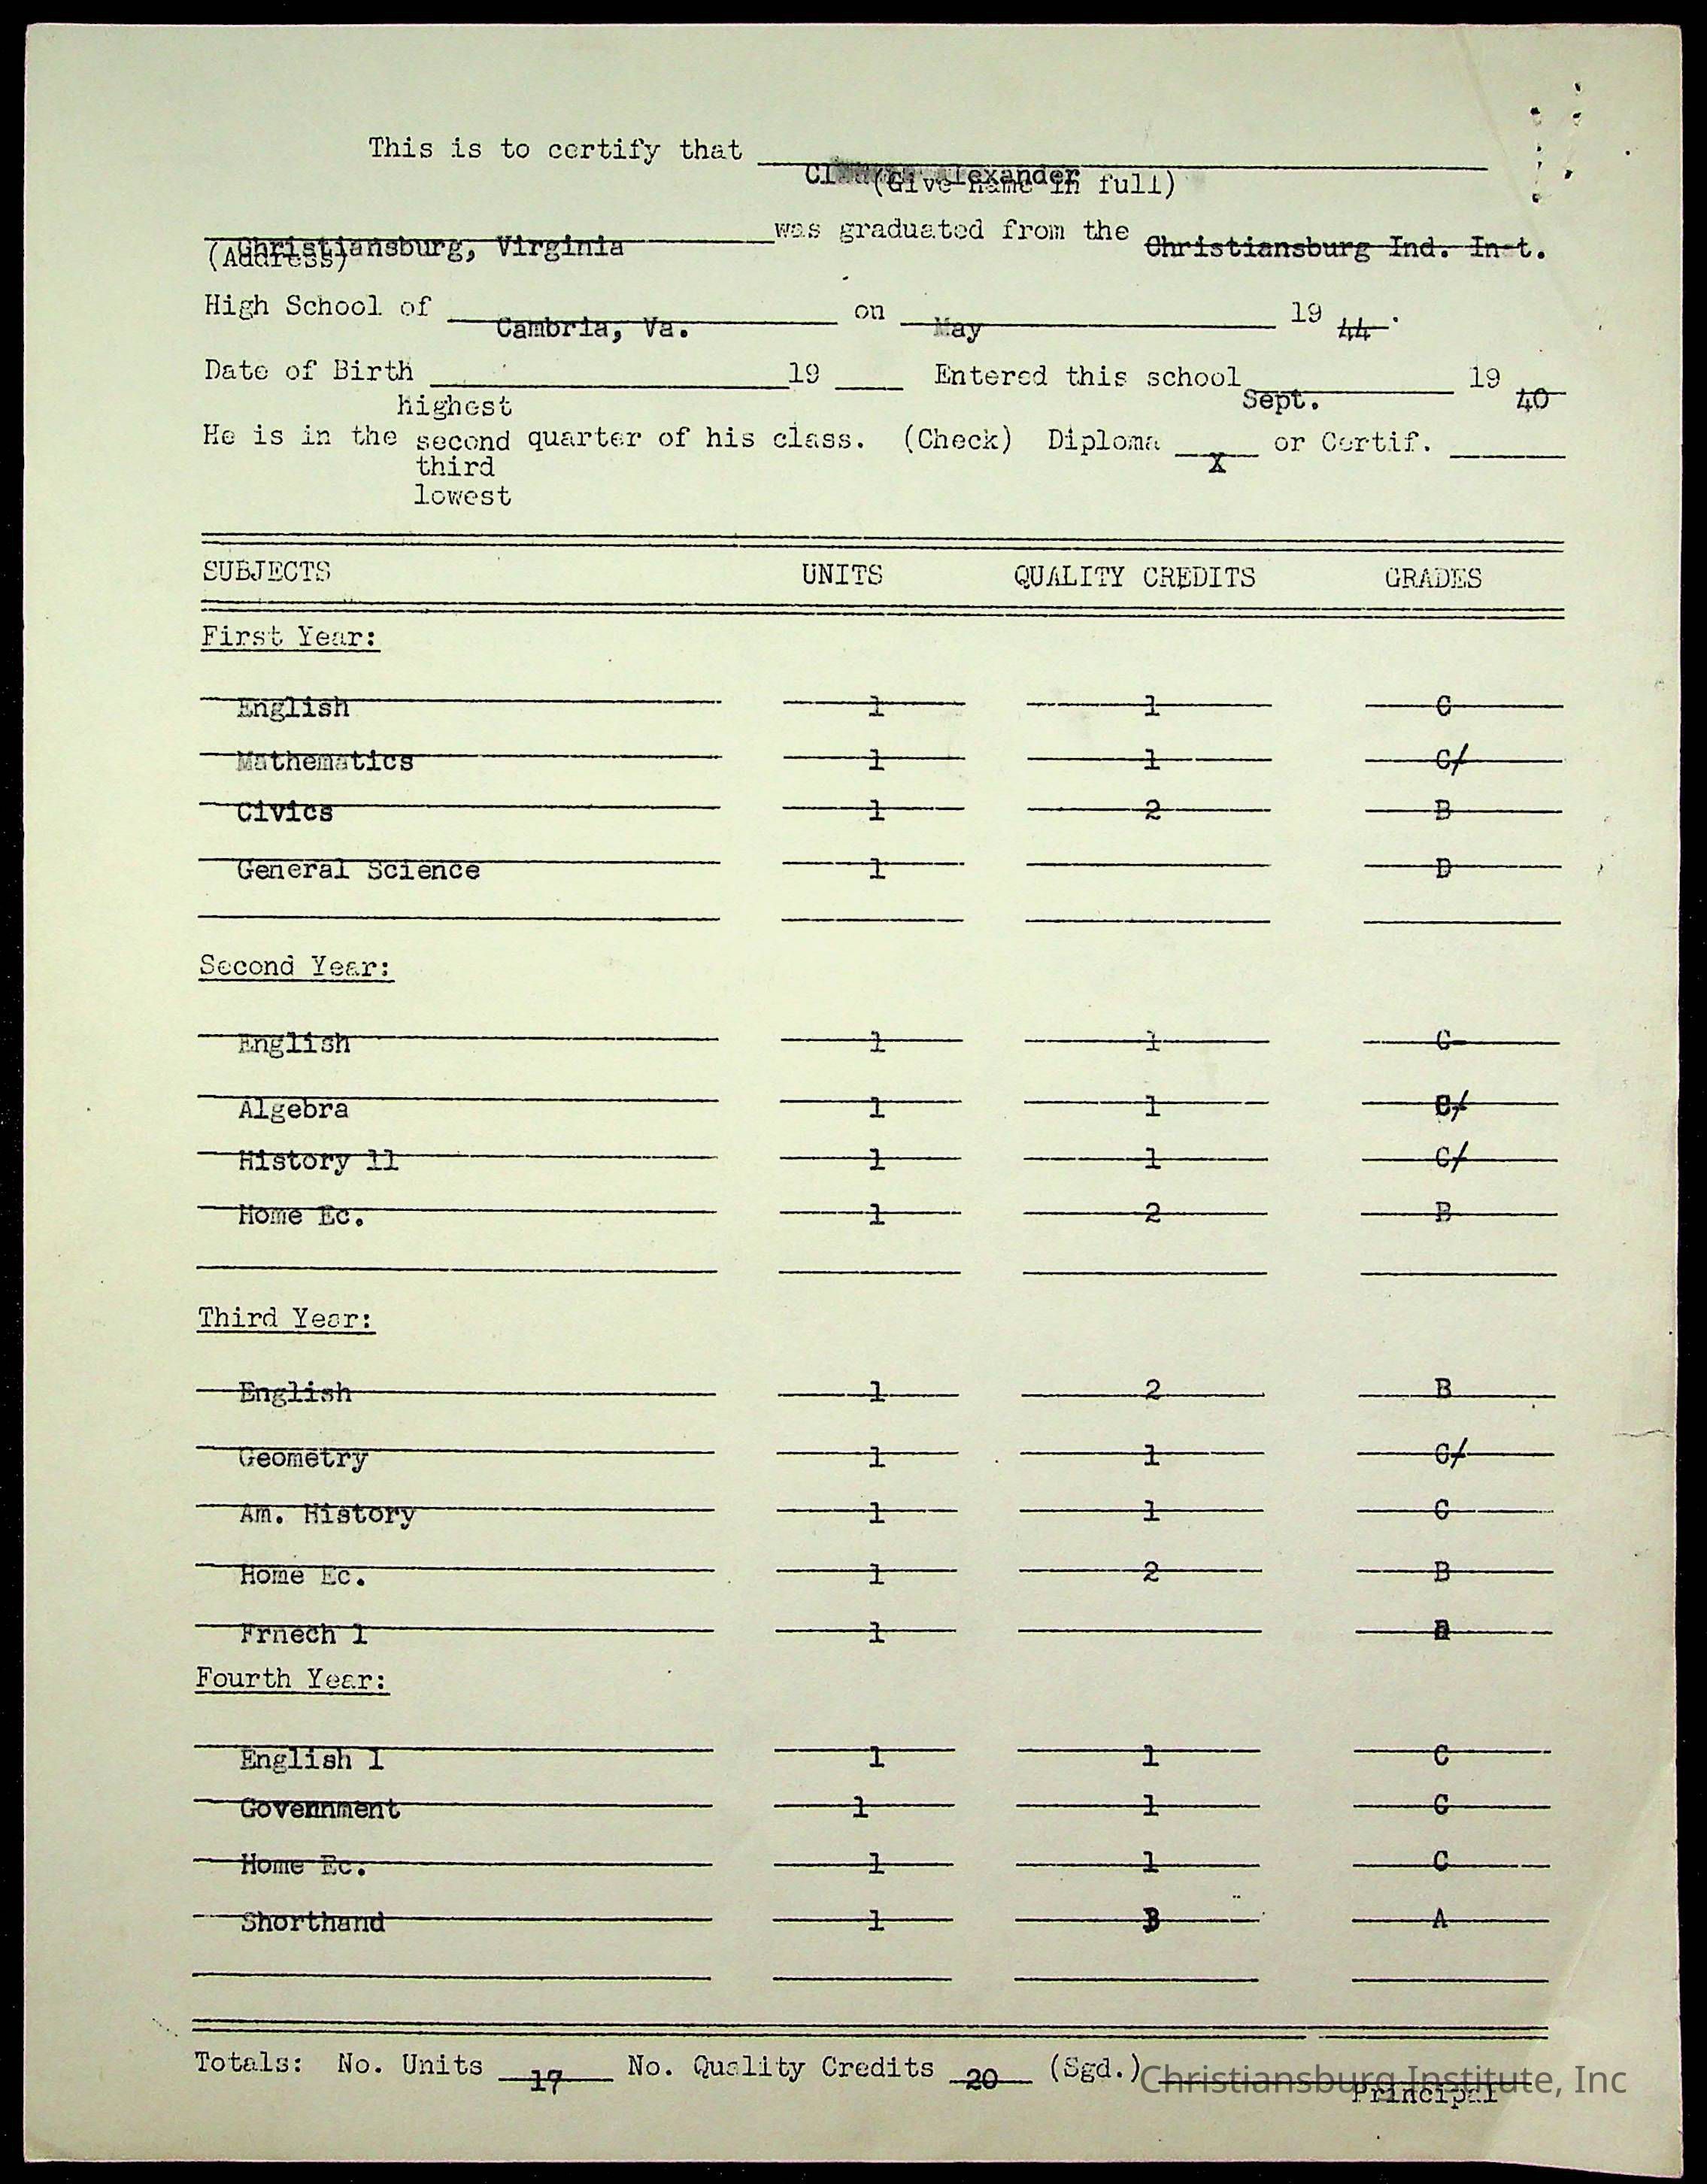 This is to certify that
Alexander
(Give name in full)
was graduated from the Christiansburg Ind. Inst.
Christiansburg, Virginia
(Address)
High School of Cambria, Va. on May 19 44.
Date of Birth 19 Entered this school Sept. 19 40
highest
He is in the second quarter of his class. (Check) Diploma X or Certif.
third
lowest
SUBJECTS UNITS QUALITY CREDITS GRADES
First Year:
English 1 1 C
Mathematics 1 1 C/
Civics 1 2 B
General Science 1 D
Second Year:
English 1 1 C-
Algebra 1 1 C/
History 11 1 1 C/
Home Ec. 1 2 B
Third Year:
English 1 2 B
Geometry 1 1 C/
Am. History 1 1 C
Home Ec. 1 2 B
Frnech 1 1
Fourth Year:
English 1 1 1 C
Govennment 1 1 C
Home Ec. 1 1 C
Shorthand 1 3 A
Totals: No. Units 17 No. Quality Credits 20 (Sgd.)
Christiansburg Institute, Inc
Principal